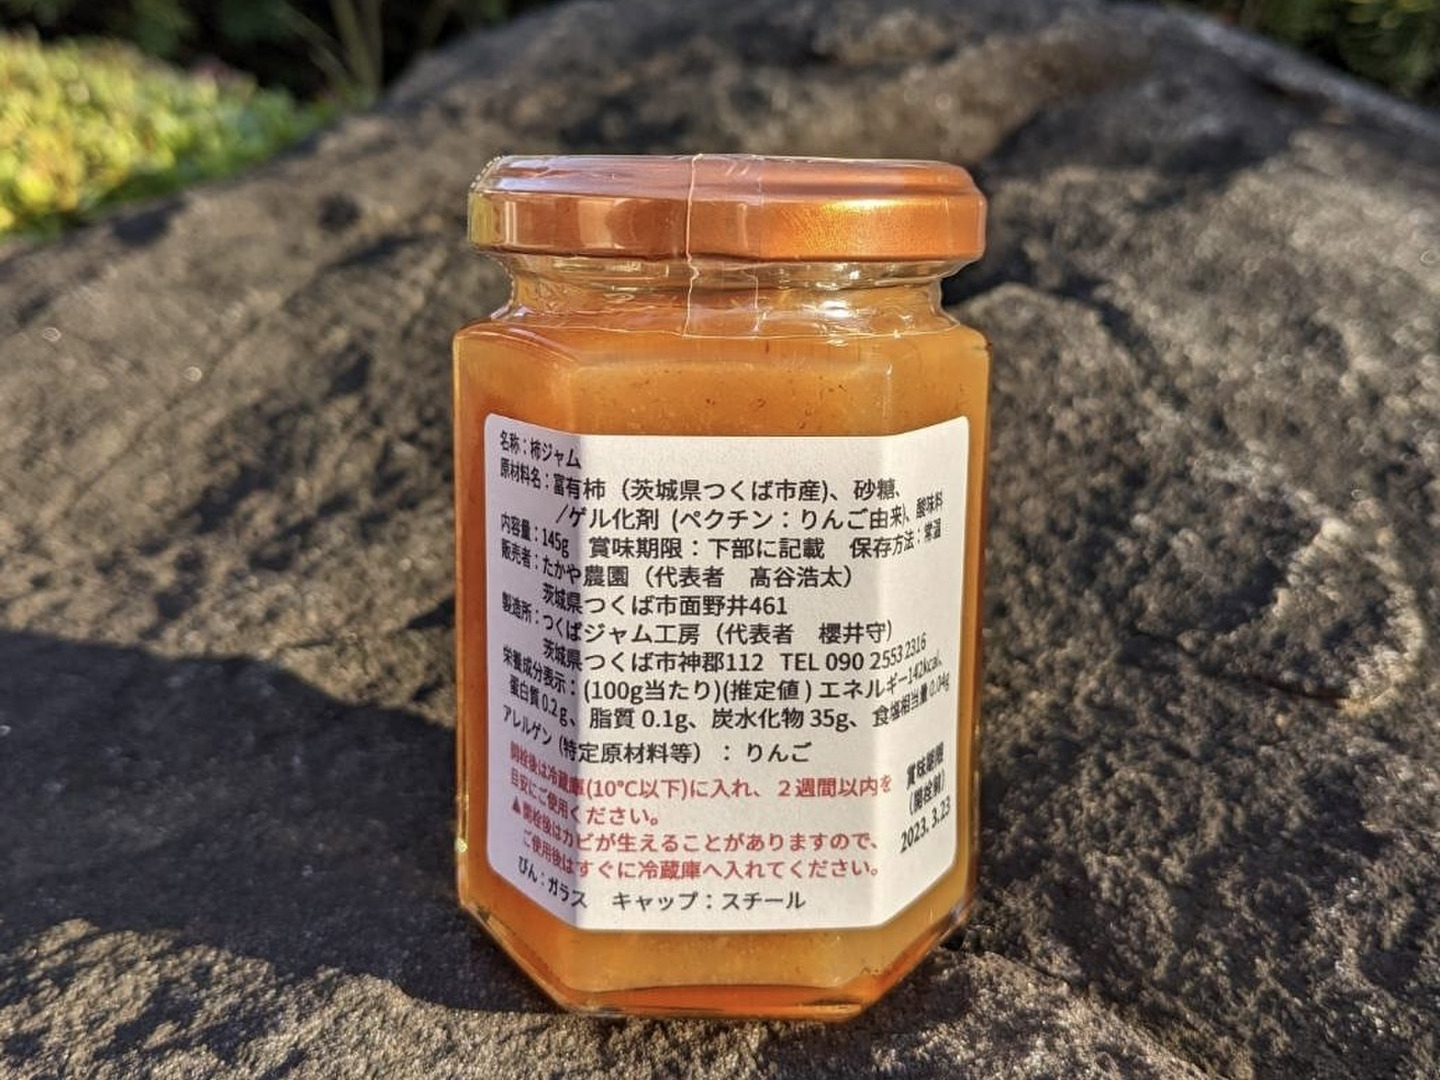 名称：柿ジャム
原材料名：富有柿（茨城県つくば市産）、砂糖、
/ゲル化剤（ペクチン：りんご由来）、酸味料
内容量：145g　賞味期限：下部に記載　保存方法：常温
販売者：たかや農園（代表者　髙谷浩太）
茨城県つくば市面野井461
製造所：つくばジャム工房（代表者　櫻井守）
茨城県つくば市神郡112 TEL 090 2553 2316
栄養成分表示：(100g当たり)(推定値) エネルギー142kcal、
蛋白質 0.2g、脂質 0.1g、炭水化物 35g、食塩相当量 0.04g
アレルゲン（特定原材料等）：りんご
開栓後は冷蔵庫(10℃以下)に入れ、２週間以内を
目安にご使用ください。
▲開栓後はカビが生えることがありますので、
ご使用後はすぐに冷蔵庫へ入れてください。
びん：ガラス　キャップ：スチール
賞味期限
（開栓前）
2023. 3.23